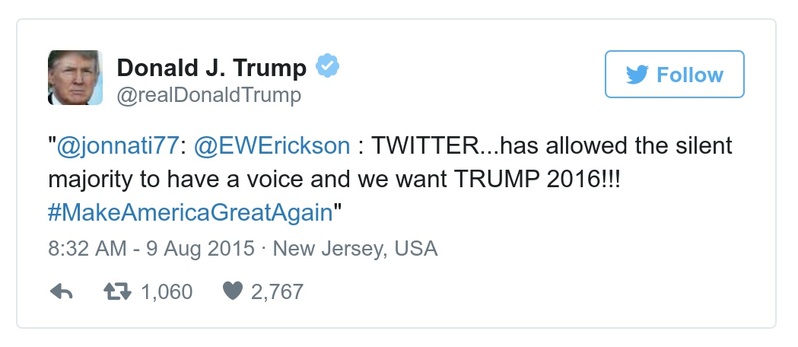 Donald J. Trump
Follow
@realDonaldTrump
"@jonnati77: @EWErickson : TWITTER...has allowed the silent
majority to have a voice and we want TRUMP 2016!!!
#MakeAmericaGreatAgain"
8:32 AM - 9 Aug 2015 · New Jersey, USA
1,060 2,767